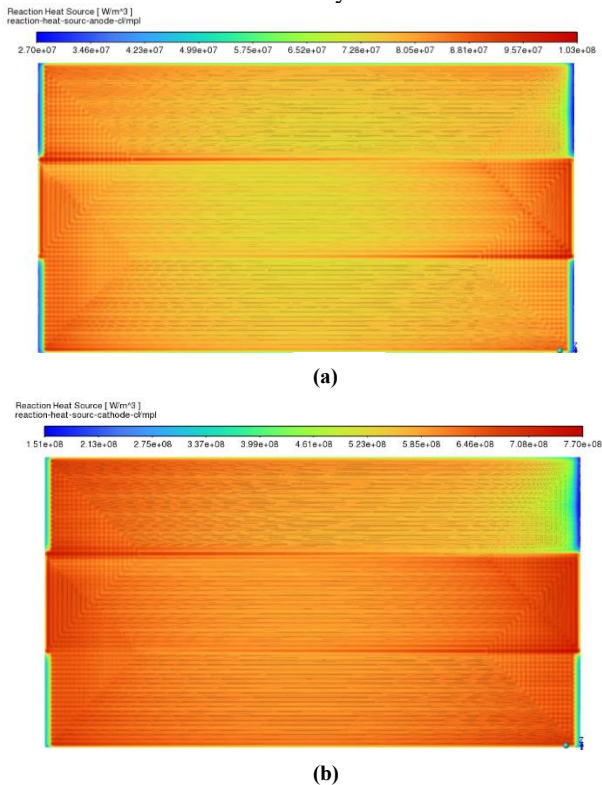 Reaction Heat Source [ W/m^3 ]
reaction-heat-sourc-anode-cl/mpl
2.70e+07 3.46e+07 4.23e+07 4.99e+07 5.75e+07 6.52e+07 7.28e+07 8.05e+07 8.81e+07 9.57e+07 1.03e+08
(a)
Reaction Heat Source [ W/m^3 ]
reaction-heat-sourc-cathode-cl/mpl
1.51e+08 2.13e+08 2.75e+08 3.37e+08 3.99e+08 4.61e+08 5.23e+08 5.85e+08 6.46e+08 7.08e+08 7.70e+08
(b)